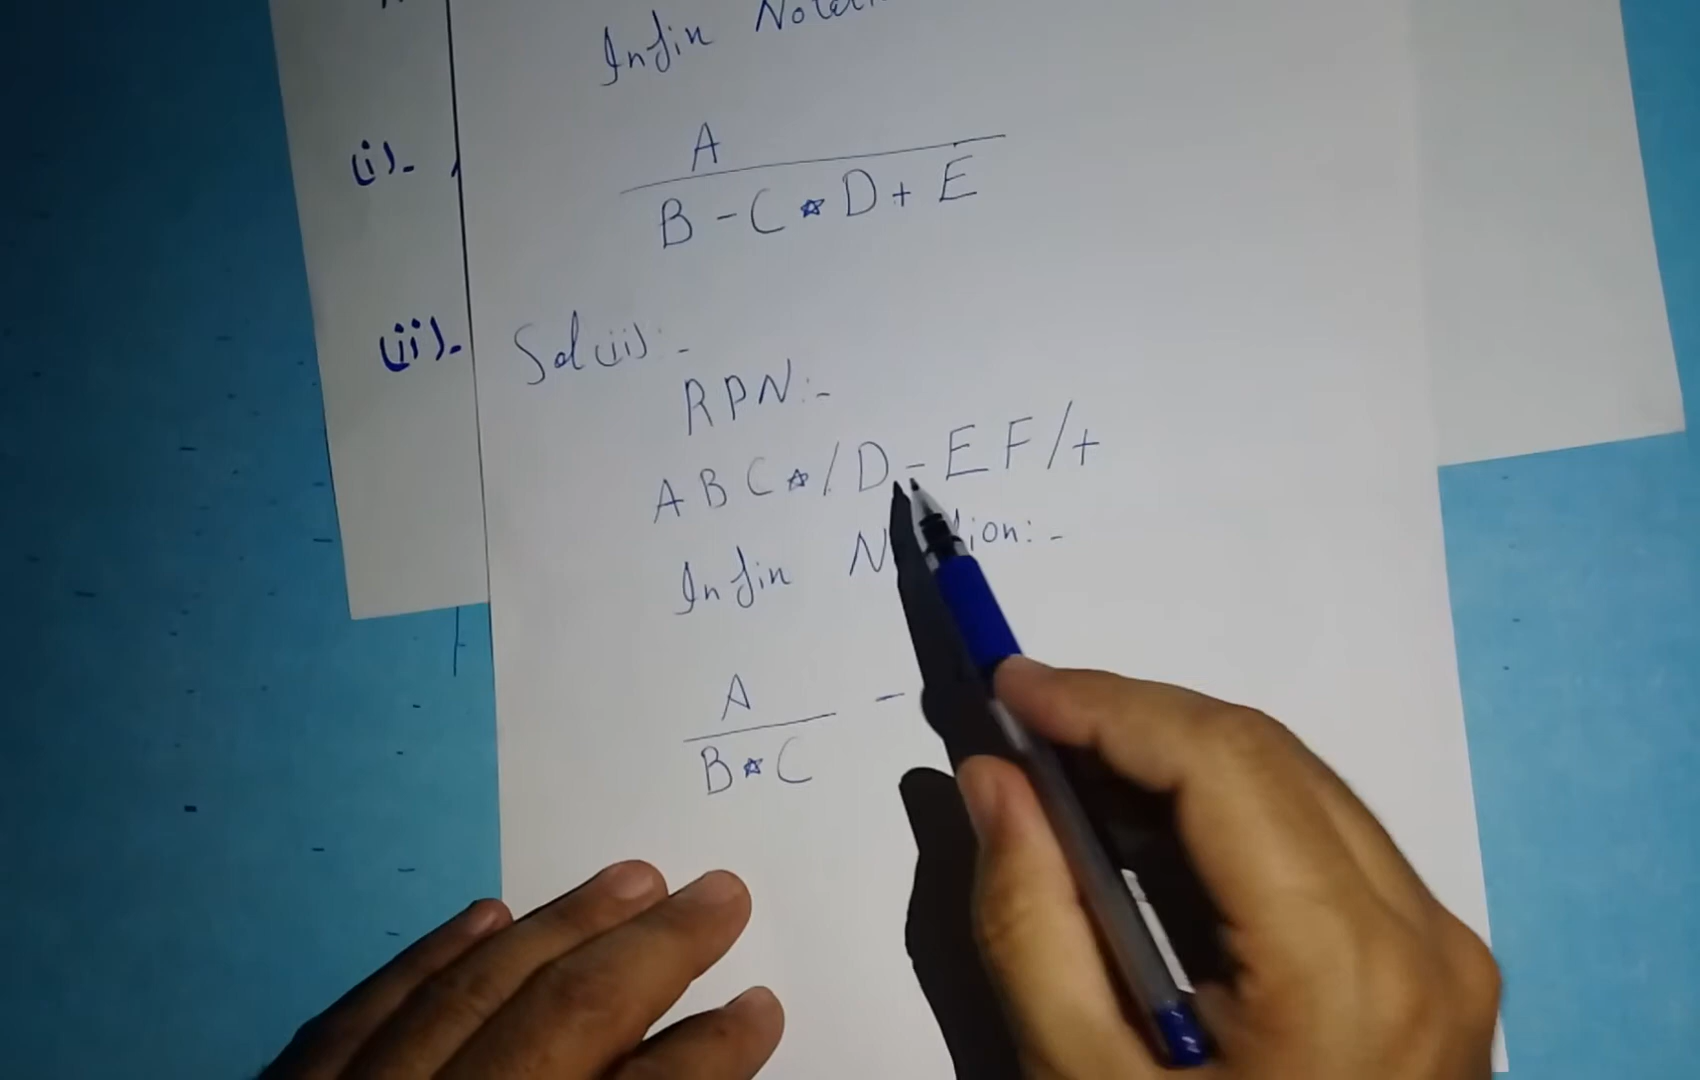 Infix
(i)-
A
B - C * D + E
(ii)- Sol(ii):-
RPN:-
A B C * / D - E F / +
Infix
A -
B * C